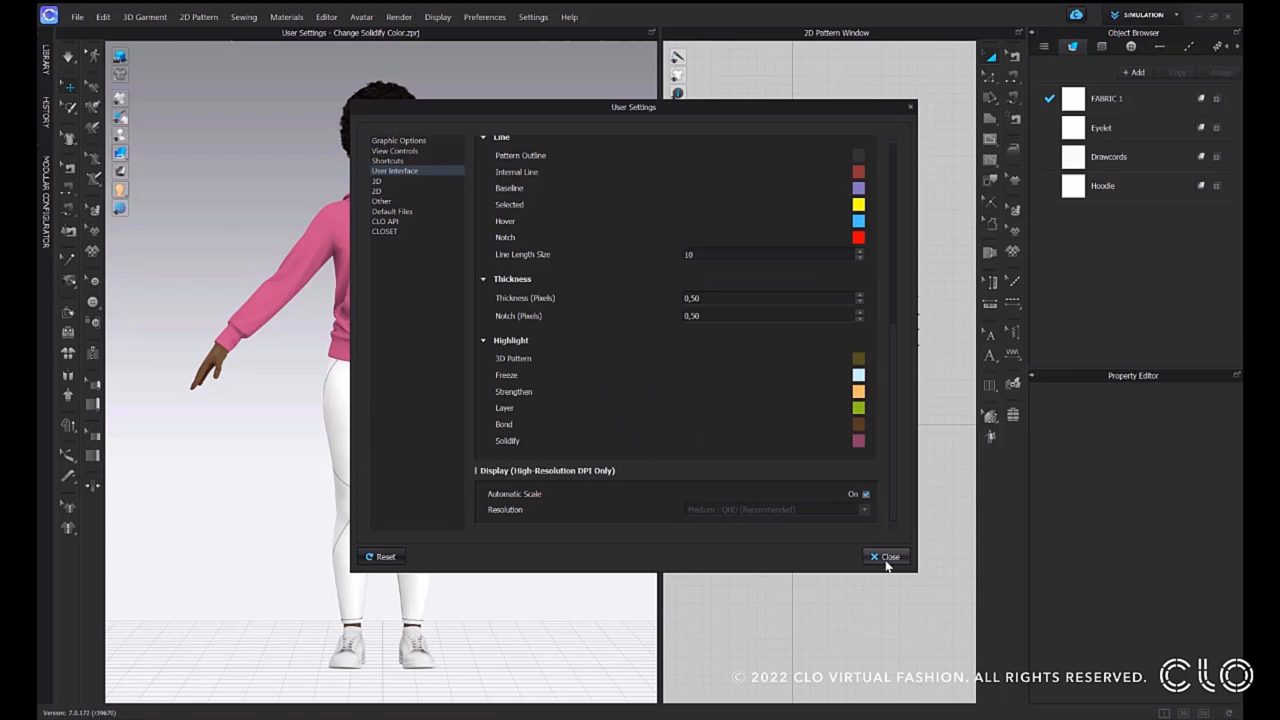 File Edit 3D Garment 2D Pattern Sewing Materials Editor Avatar Render Display Preferences Settings Help
SIMULATION
User Settings - Change Solidify Color.zprj
2D Pattern Window
Object Browser
LIBRARY
HISTORY
MODULAR CONFIGURATOR
+ Add Copy Assign
FABRIC 1
Eyelet
Drawcords
Hoodie
Property Editor
User Settings
Graphic Options
View Controls
Shortcuts
User Interface
3D
2D
Other
Default Files
CLO API
CLOSET
Line
Pattern Outline
Internal Line
Baseline
Selected
Hover
Notch
Line Length Size 10
Thickness
Thickness (Pixels) 0,50
Notch (Pixels) 0,50
Highlight
3D Pattern
Freeze
Strengthen
Layer
Bond
Solidify
Display (High-Resolution DPI Only)
Automatic Scale On
Resolution Medium - QHD (Recommended)
Reset Close
© 2022 CLO VIRTUAL FASHION. ALL RIGHTS RESERVED. CLO
Version: 7.0.172 (r39670)